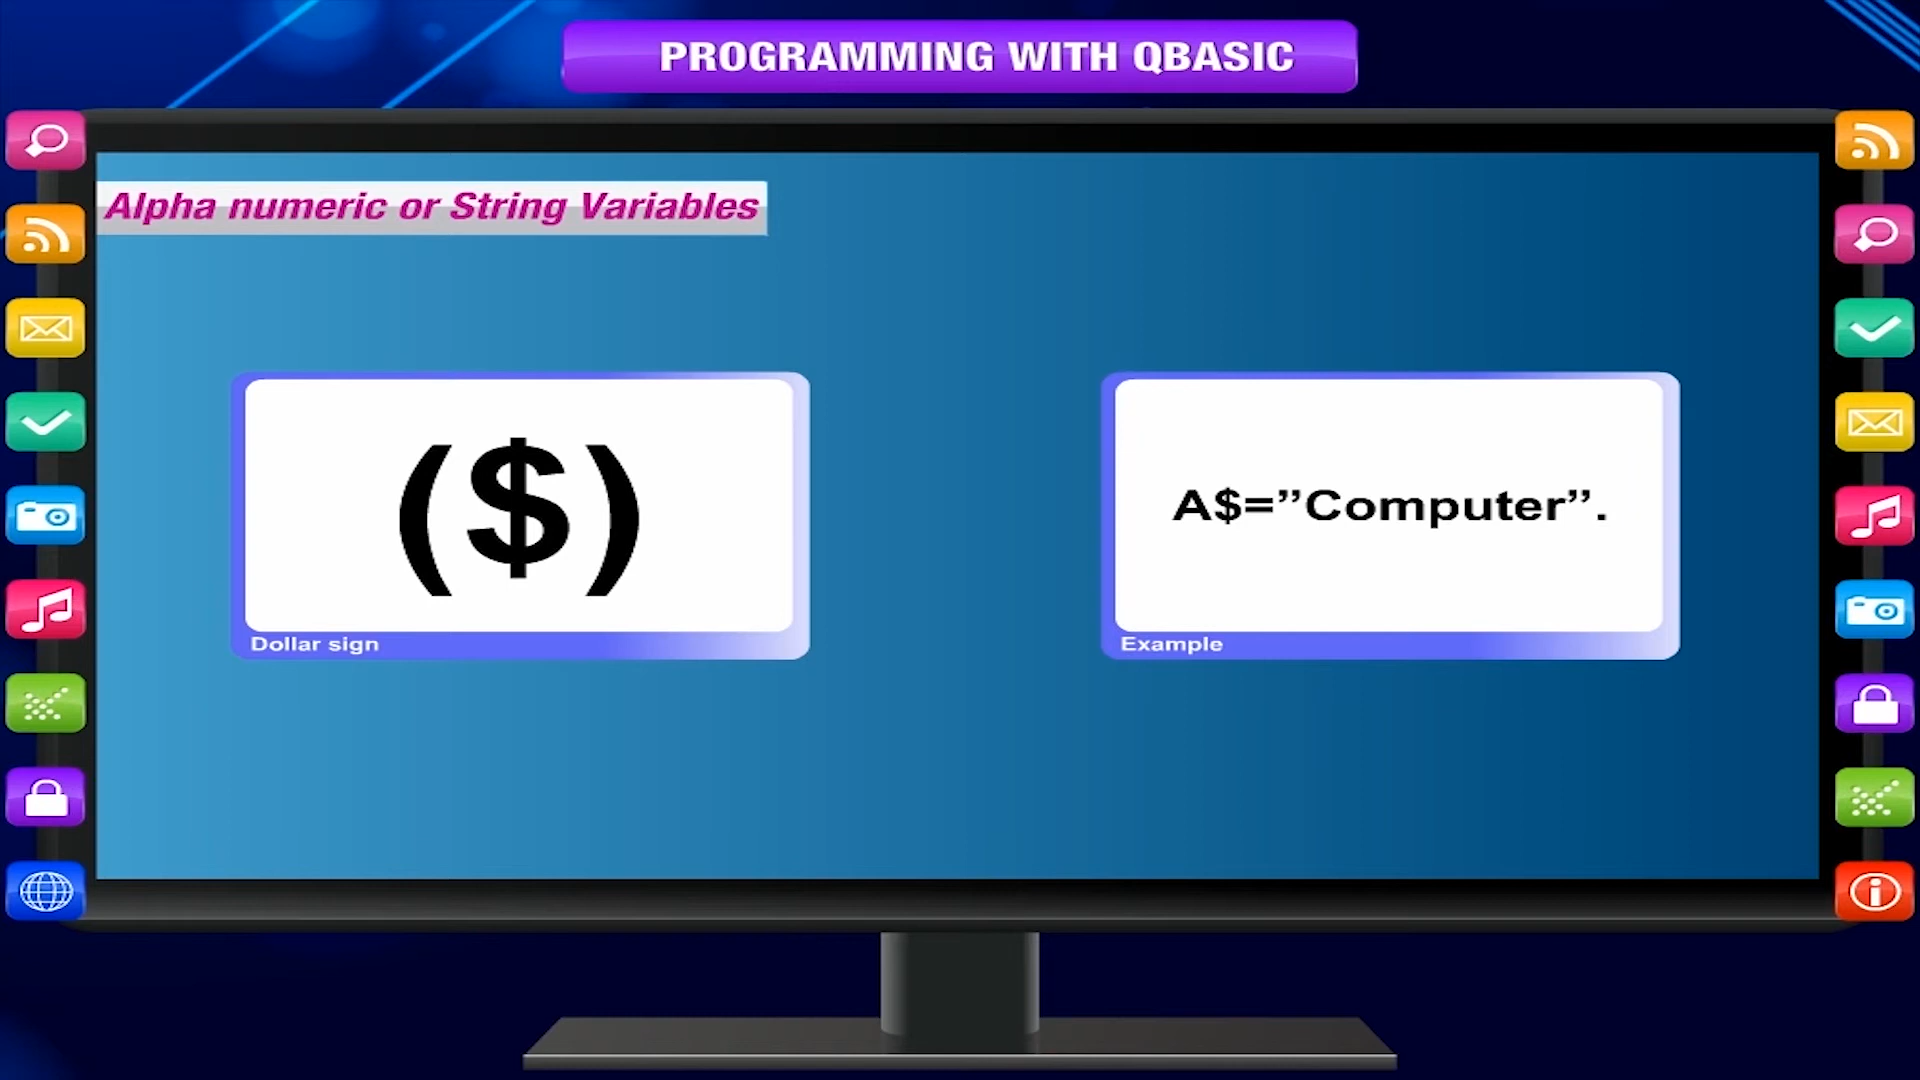 PROGRAMMING WITH QBASIC
Alpha numeric or String Variables
($)
Dollar sign
A$=”Computer”.
Example